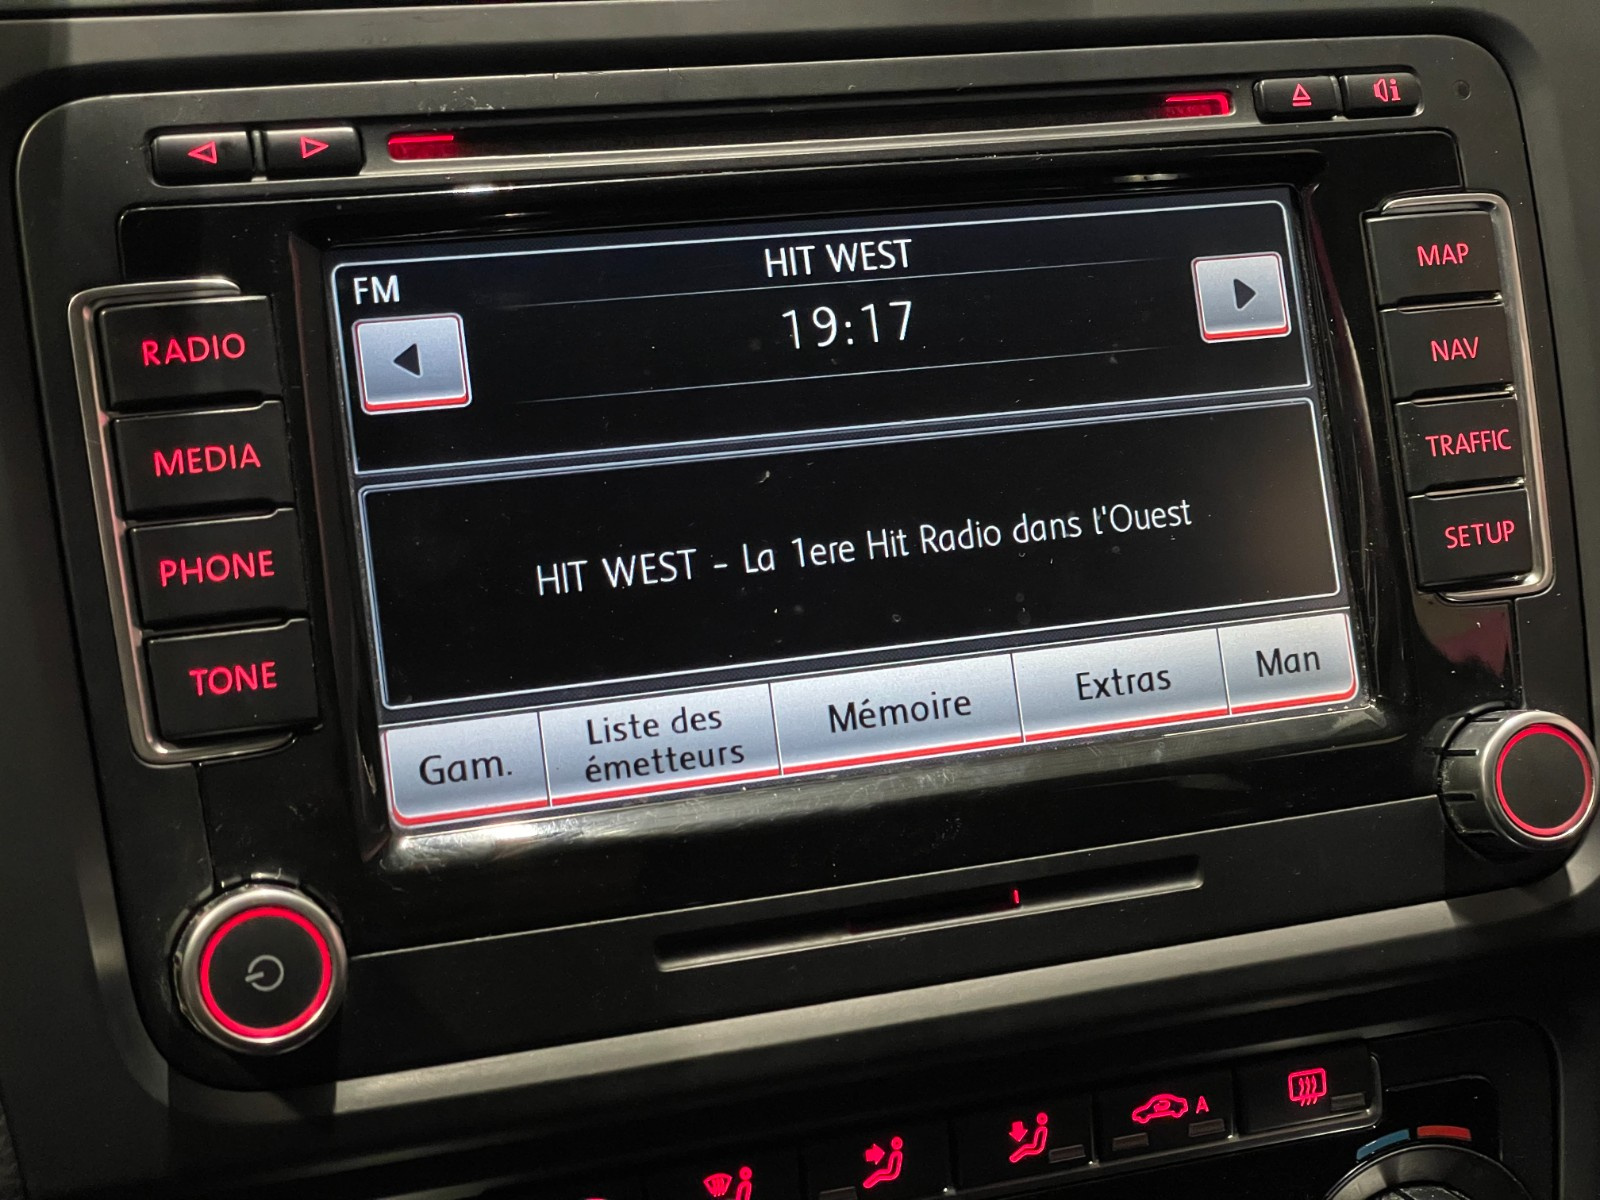 HIT WEST
FM
19:17
HIT WEST - La 1ere Hit Radio dans l'Ouest
Gam.
Liste des
émetteurs
Mémoire
Extras
Man
RADIO
MEDIA
PHONE
TONE
MAP
NAV
TRAFFIC
SETUP
A